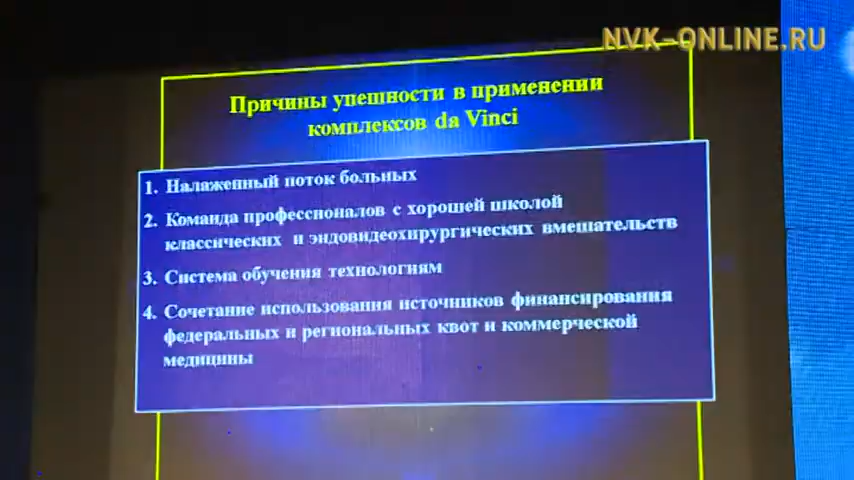 NVK-ONLINE.RU
Причины упешности в применении
комплексов da Vinci
1. Налаженный поток больных
2. Команда профессионалов с хорошей школой
классических и эндовидеохирургических вмешательств
3. Система обучения технологиям
4. Сочетание использования источников финансирования
федеральных и региональных квот и коммерческой
медицины